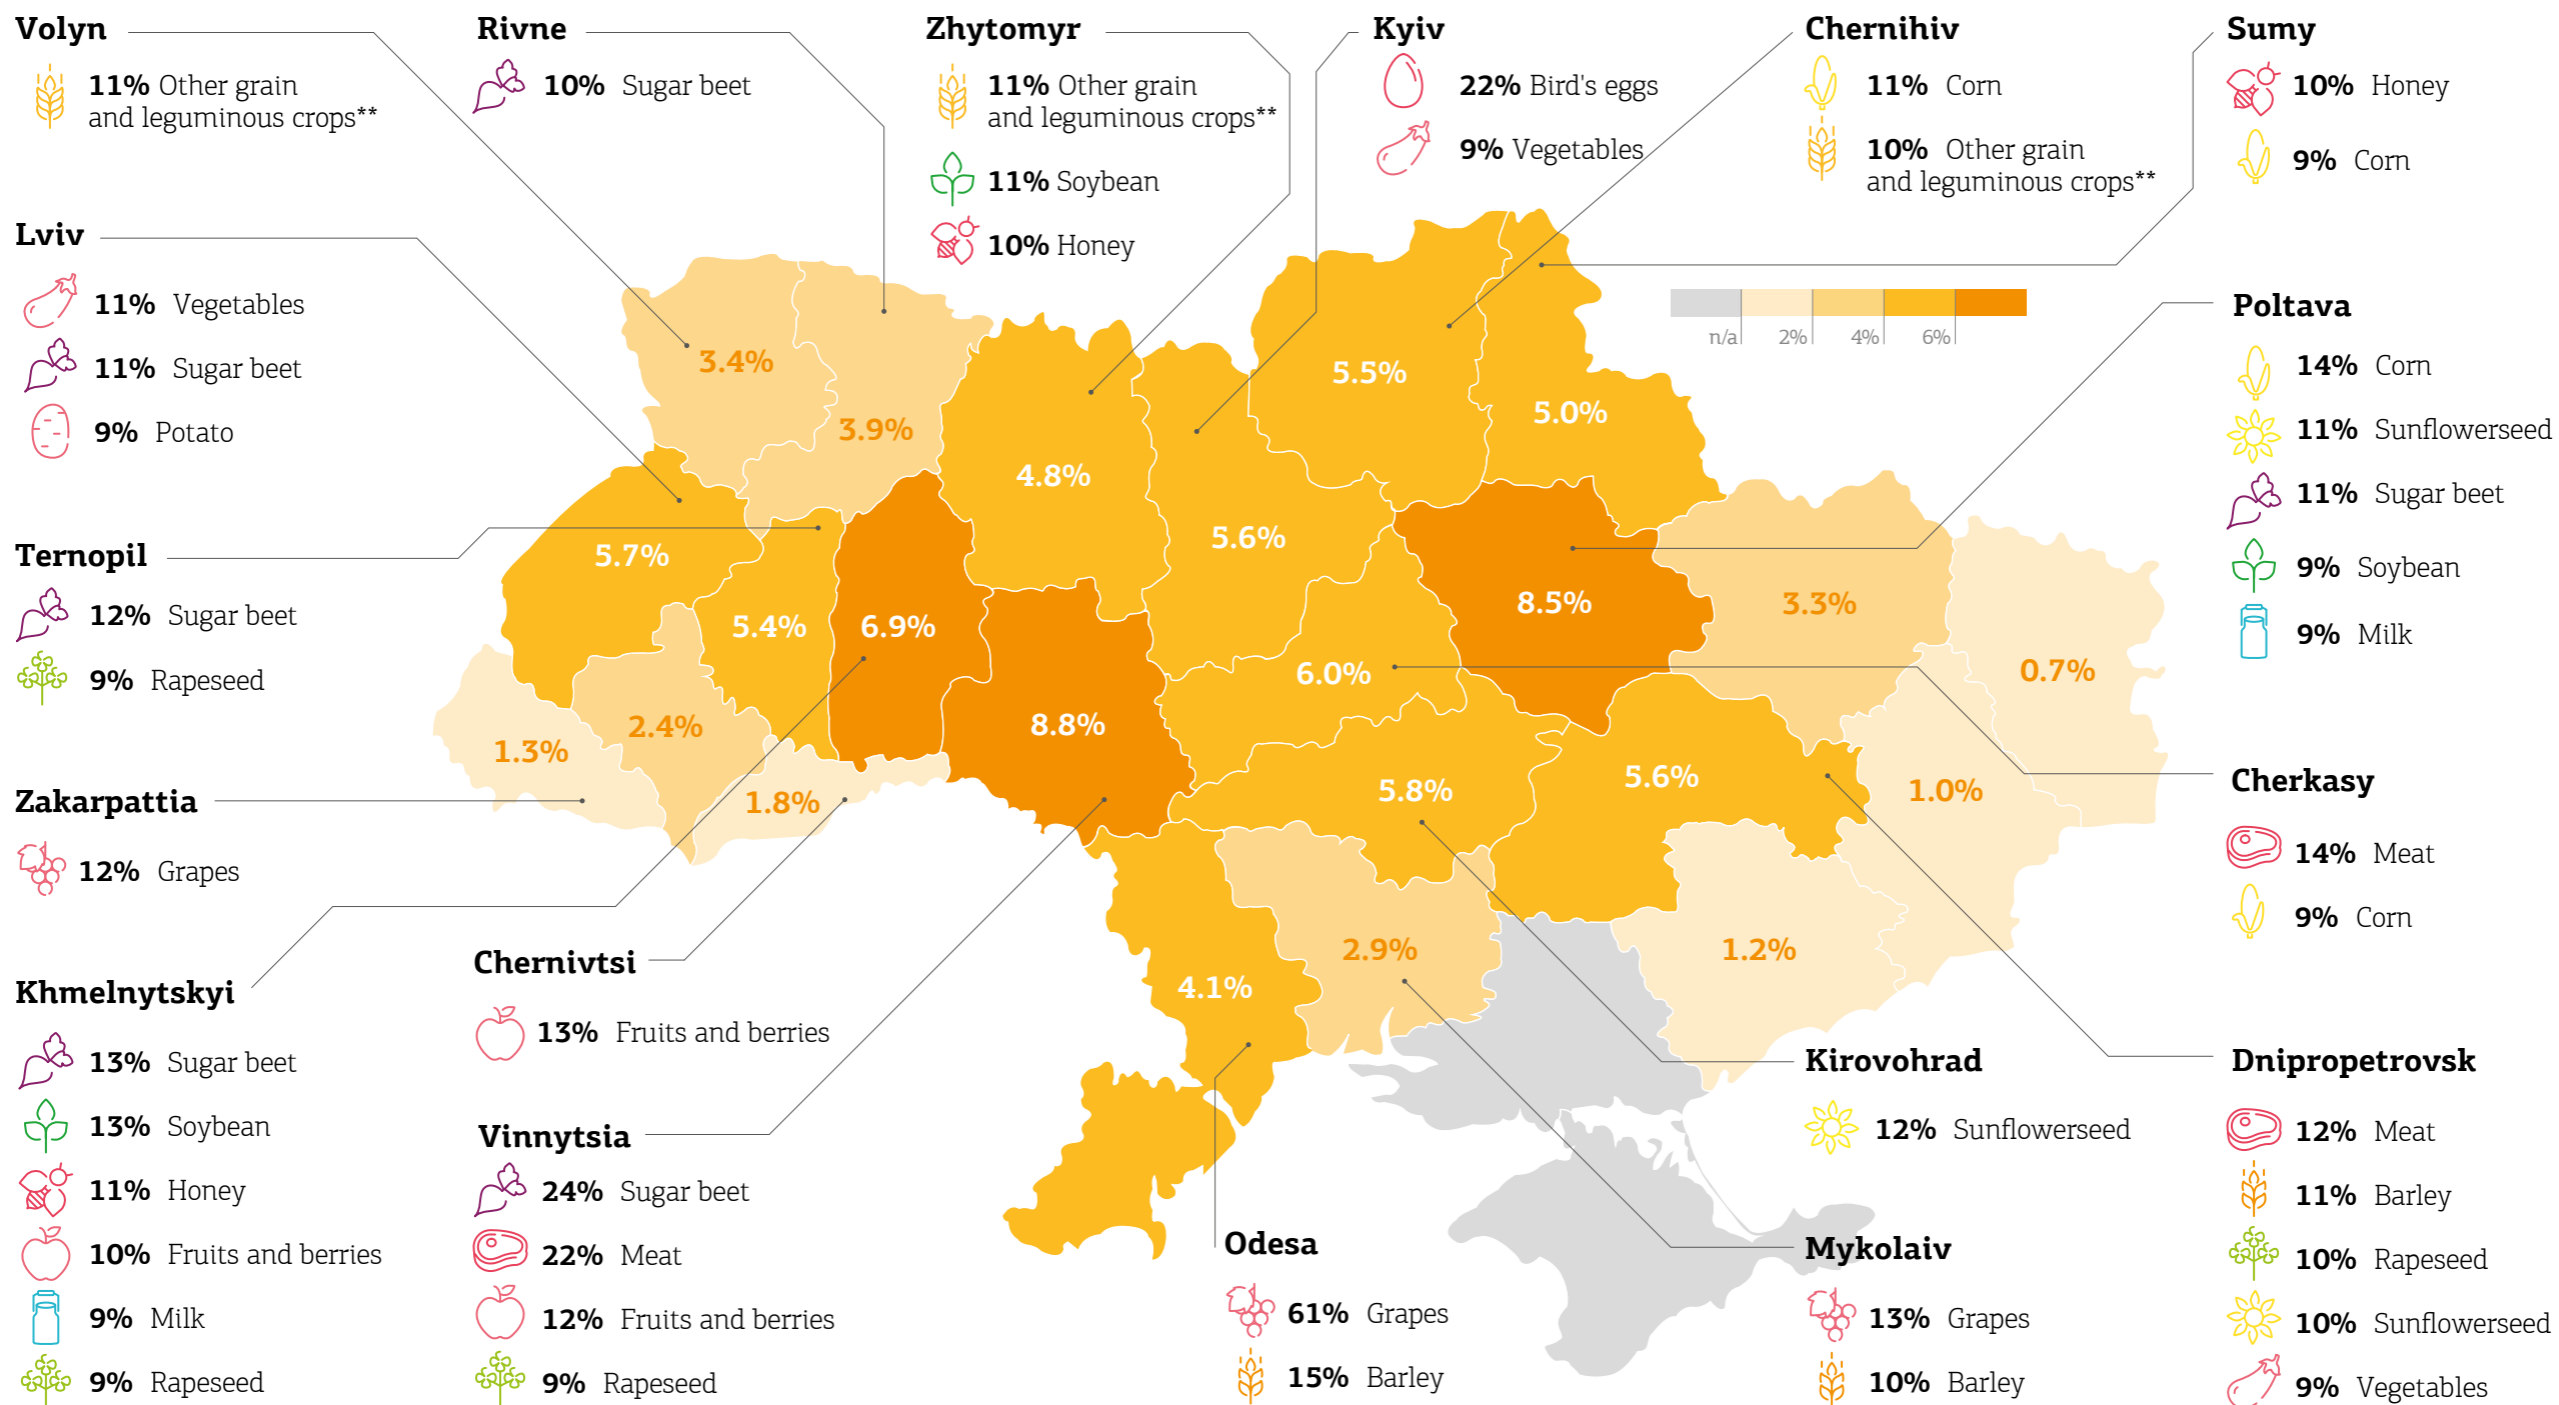 Volyn
11% Other grain
and leguminous crops**
Rivne
10% Sugar beet
Zhytomyr
11% Other grain
and leguminous crops**
11% Soybean
10% Honey
Kyiv
22% Bird's eggs
9% Vegetables
Chernihiv
11% Corn
10% Other grain
and leguminous crops**
Sumy
10% Honey
9% Corn
Lviv
11% Vegetables
11% Sugar beet
9% Potato
n/a 2% 4% 6%
Poltava
14% Corn
11% Sunflowerseed
11% Sugar beet
9% Soybean
9% Milk
Ternopil
12% Sugar beet
9% Rapeseed
3.4%
3.9%
4.8%
5.6%
5.5%
5.0%
5.7%
5.4%
6.9%
8.8%
6.0%
8.5%
3.3%
0.7%
1.3%
2.4%
1.8%
5.8%
5.6%
1.0%
4.1%
2.9%
1.2%
Zakarpattia
12% Grapes
Cherkasy
14% Meat
9% Corn
Khmelnytskyi
13% Sugar beet
13% Soybean
11% Honey
10% Fruits and berries
9% Milk
9% Rapeseed
Chernivtsi
13% Fruits and berries
Vinnytsia
24% Sugar beet
22% Meat
12% Fruits and berries
9% Rapeseed
Odesa
61% Grapes
15% Barley
Kirovohrad
12% Sunflowerseed
Mykolaiv
13% Grapes
10% Barley
Dnipropetrovsk
12% Meat
11% Barley
10% Rapeseed
10% Sunflowerseed
9% Vegetables